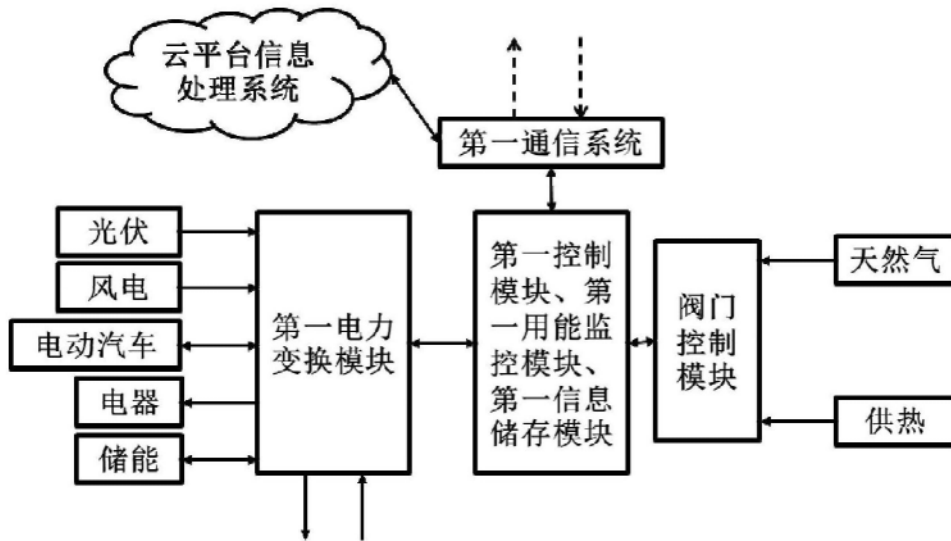 云平台信息
处理系统
第一通信系统
光伏
风电
电动汽车
电器
储能
第一电力
变换模块
第一控制
模块、第
一用能监
控模块、
第一信息
储存模块
阀门
控制
模块
天然气
供热